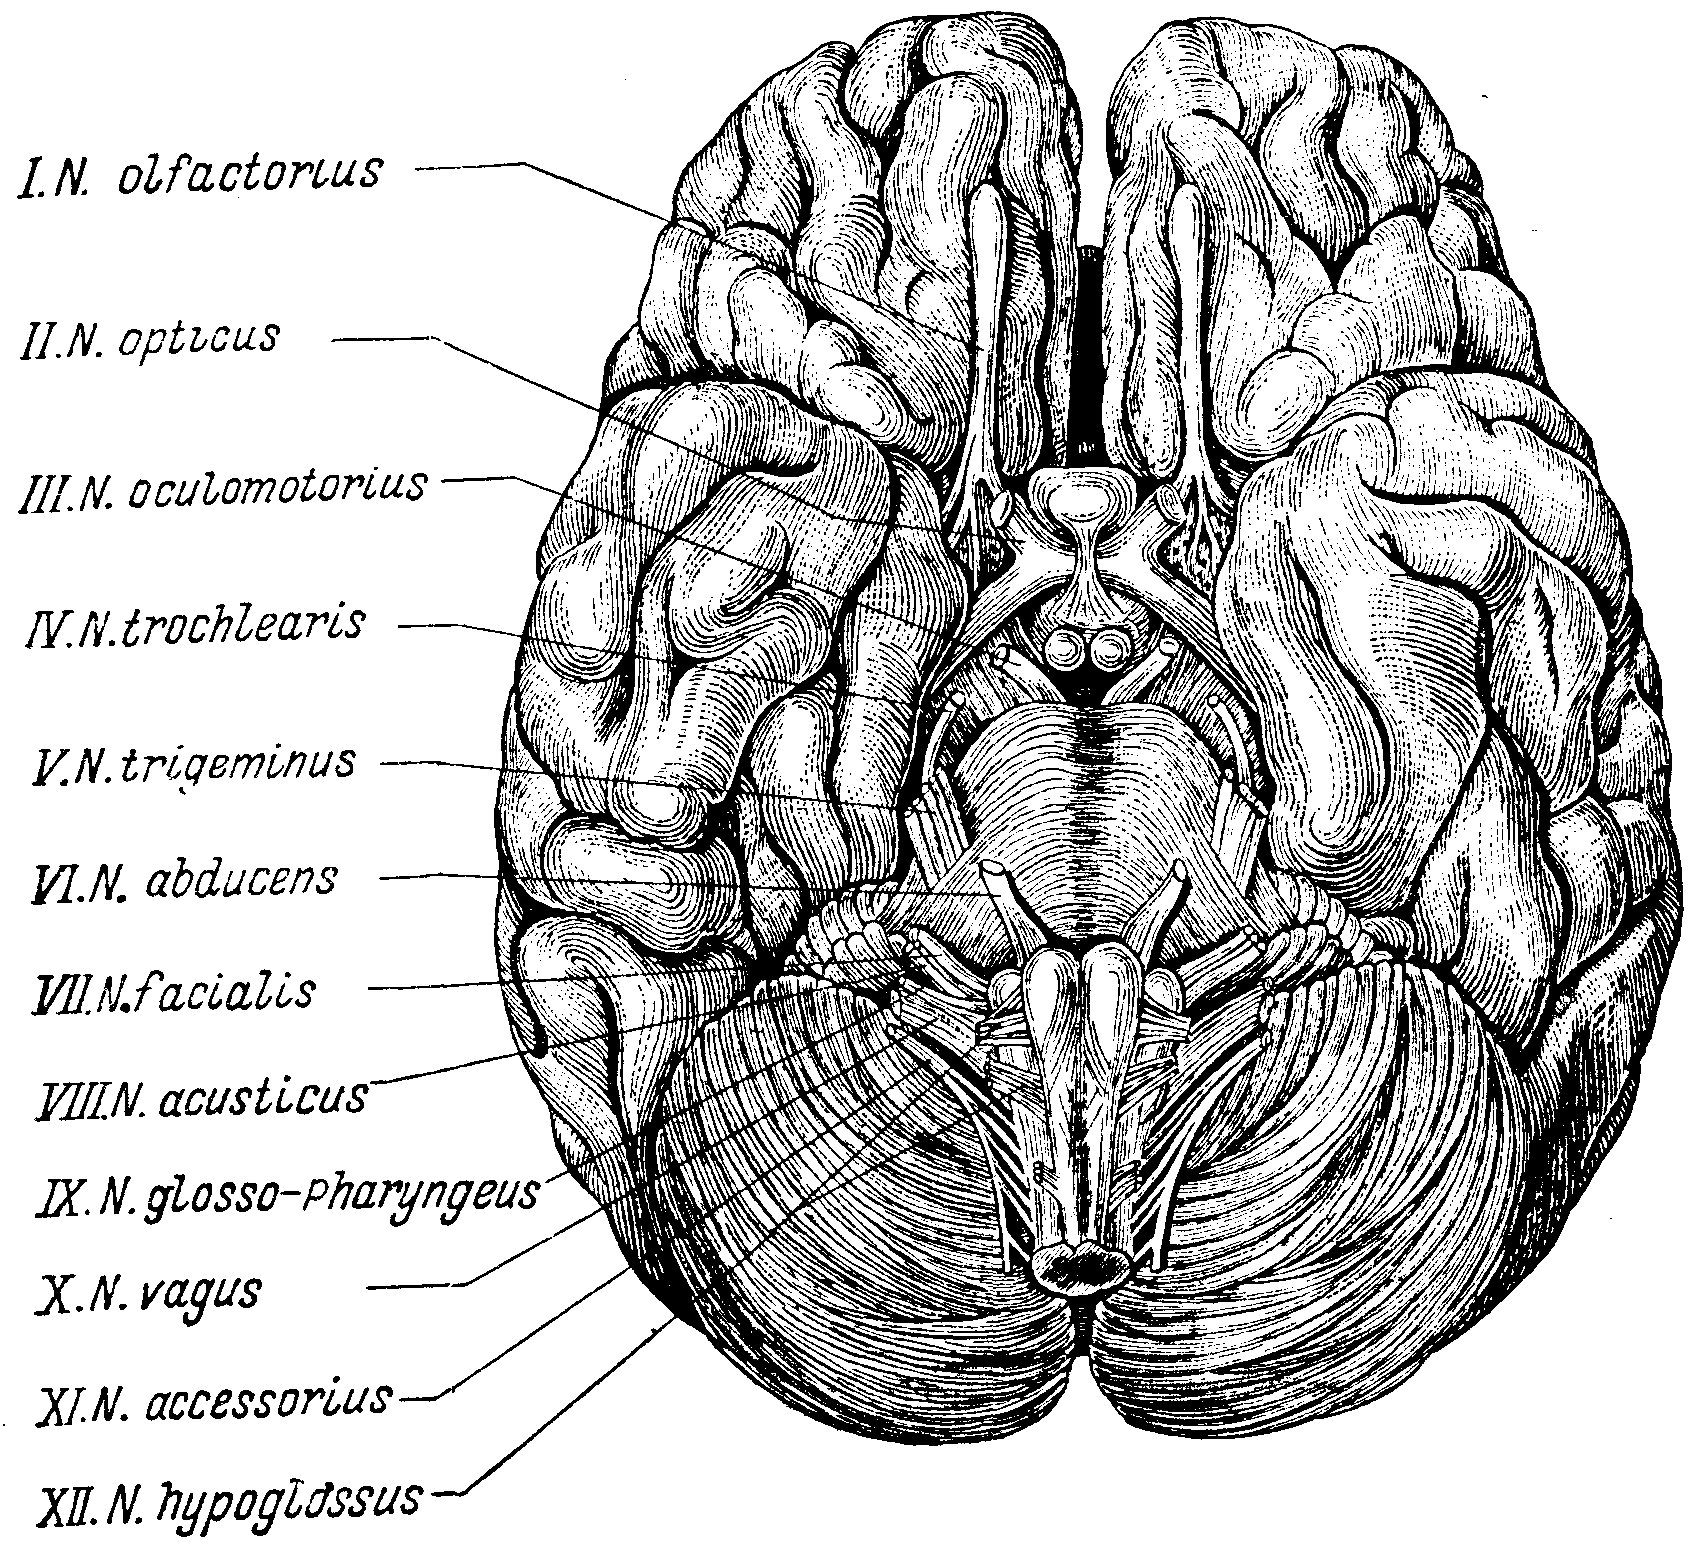 I. N. olfactorius
II. N. opticus
III. N. oculomotorius
IV. N. trochlearis
V. N. trigeminus
VI. N. abducens
VII. N. facialis
VIII. N. acusticus
IX. N. glosso-pharyngeus
X. N. vagus
XI. N. accessorius
XII. N. hypoglossus